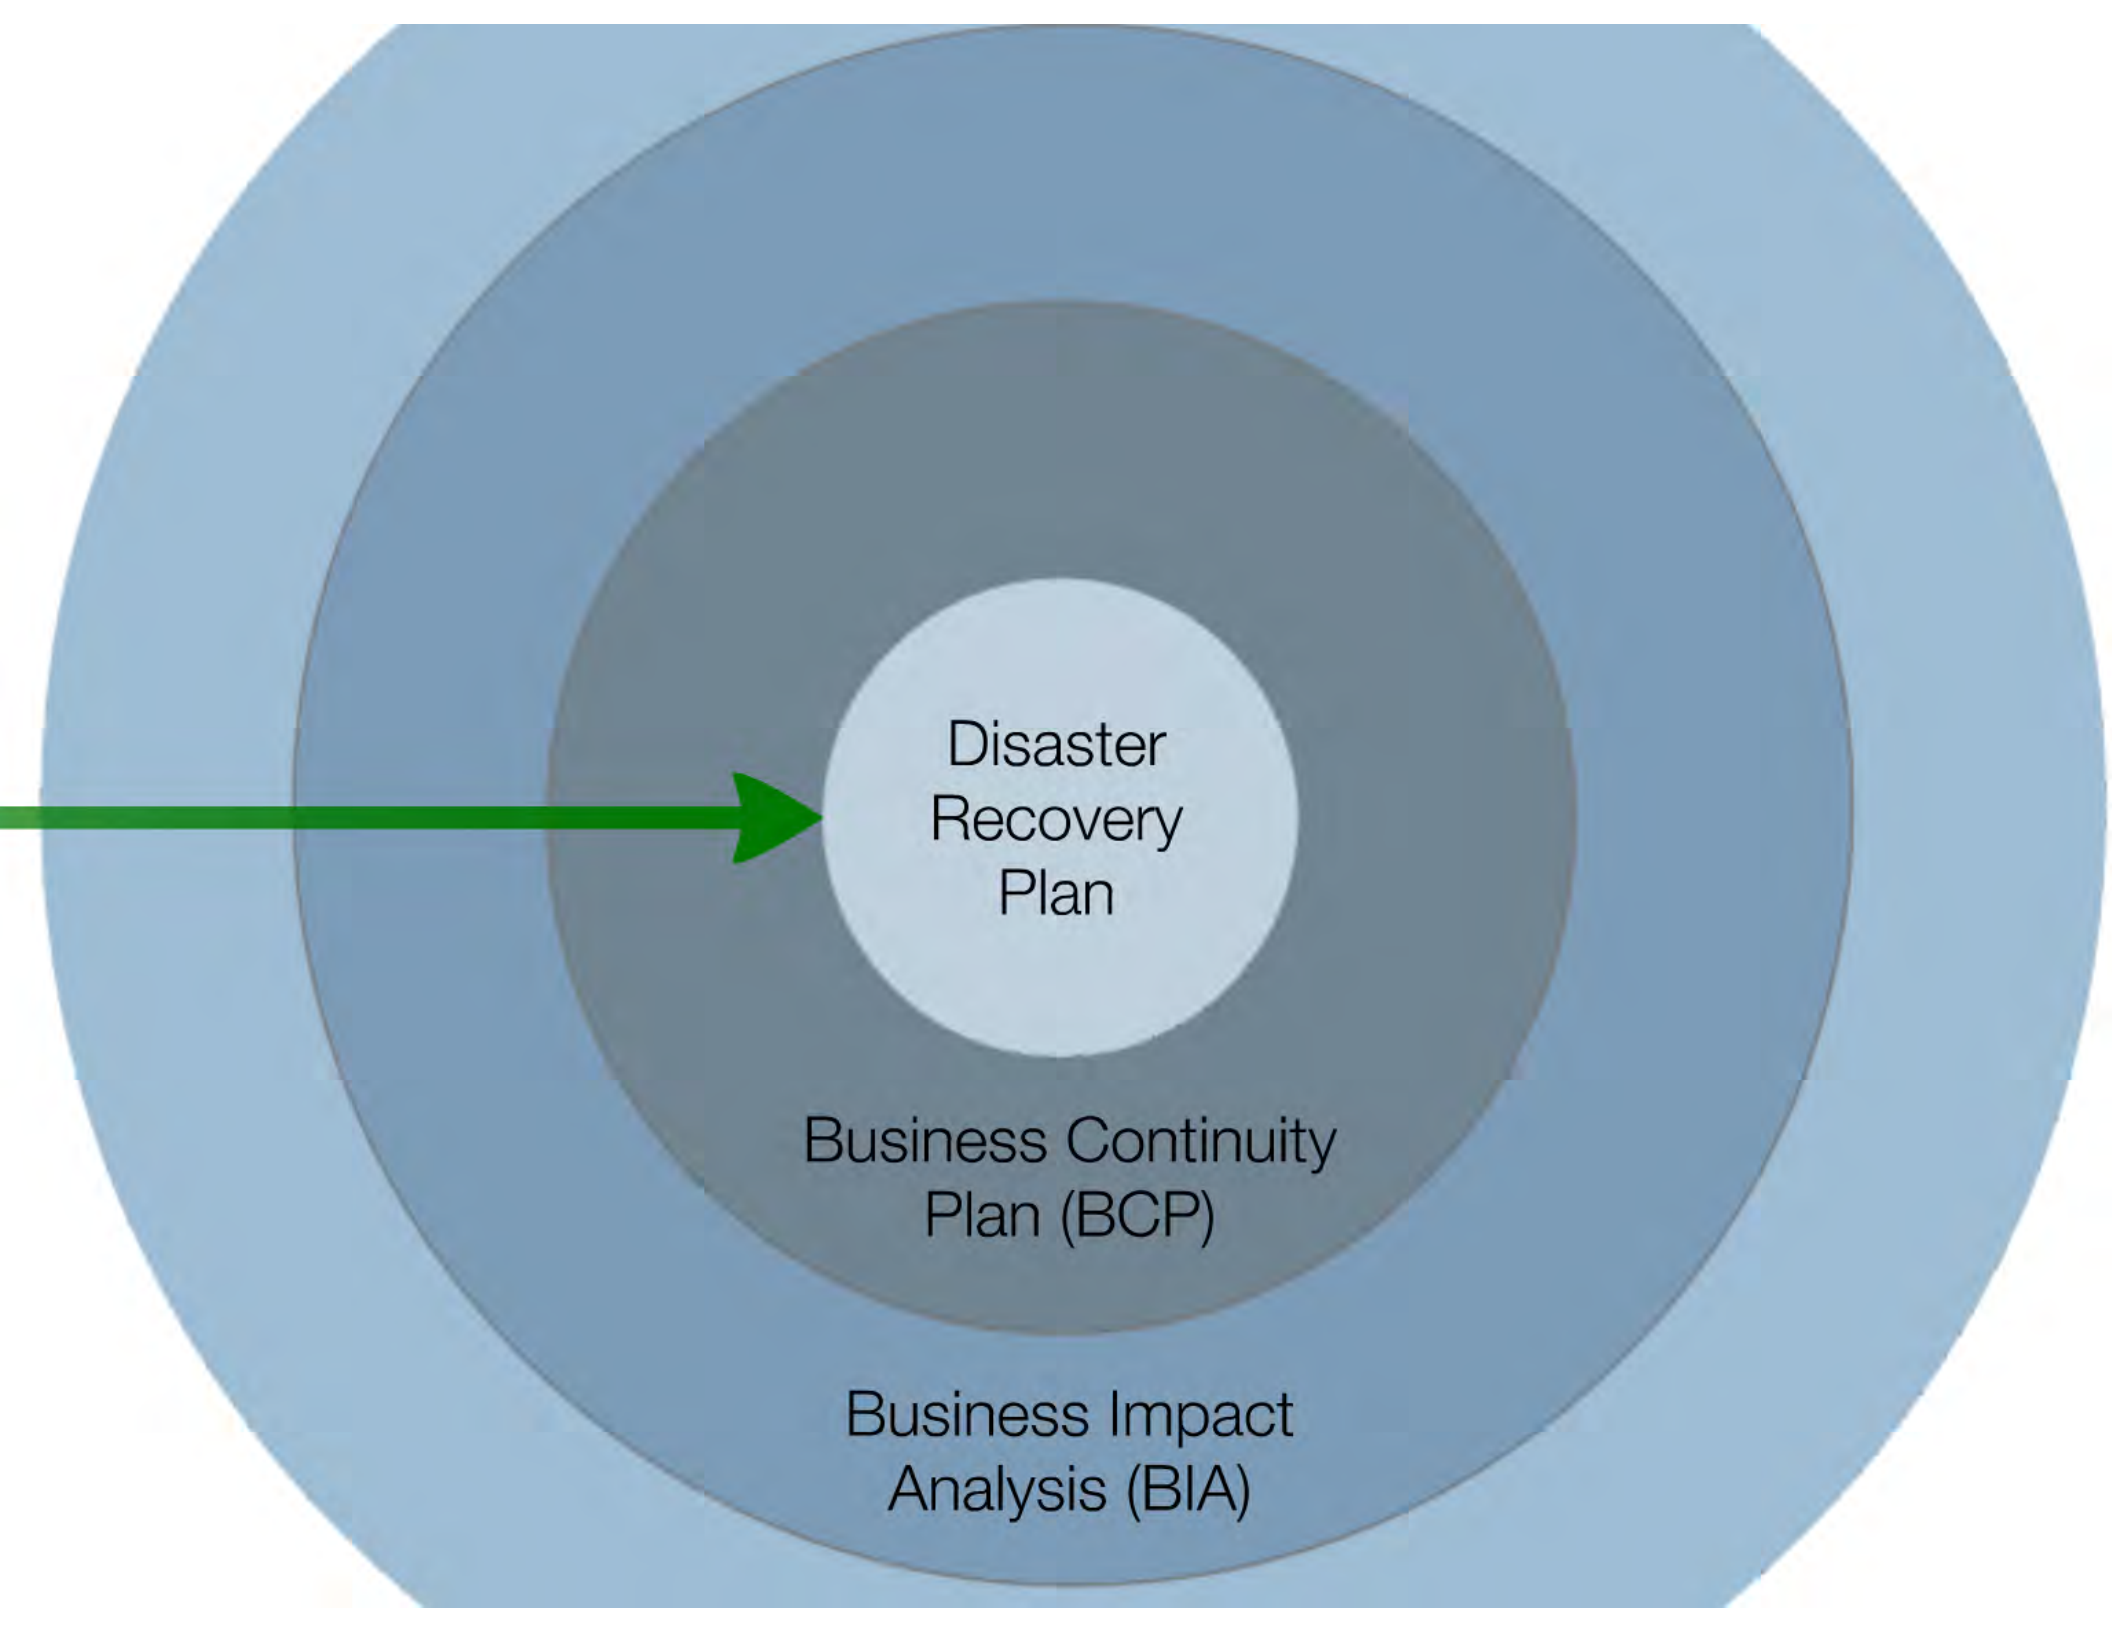 Disaster
Recovery
Plan
Business Continuity
Plan (BCP)
Business Impact
Analysis (BIA)